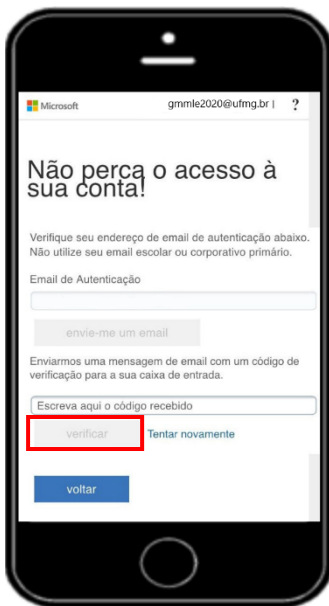 Microsoft gmmle2020@ufmg.br | ?
Não perca o acesso à
sua conta!
Verifique seu endereço de email de autenticação abaixo.
Não utilize seu email escolar ou corporativo primário.
Email de Autenticação
envie-me um email
Enviarmos uma mensagem de email com um código de
verificação para a sua caixa de entrada.
Escreva aqui o código recebido
verificar Tentar novamente
voltar